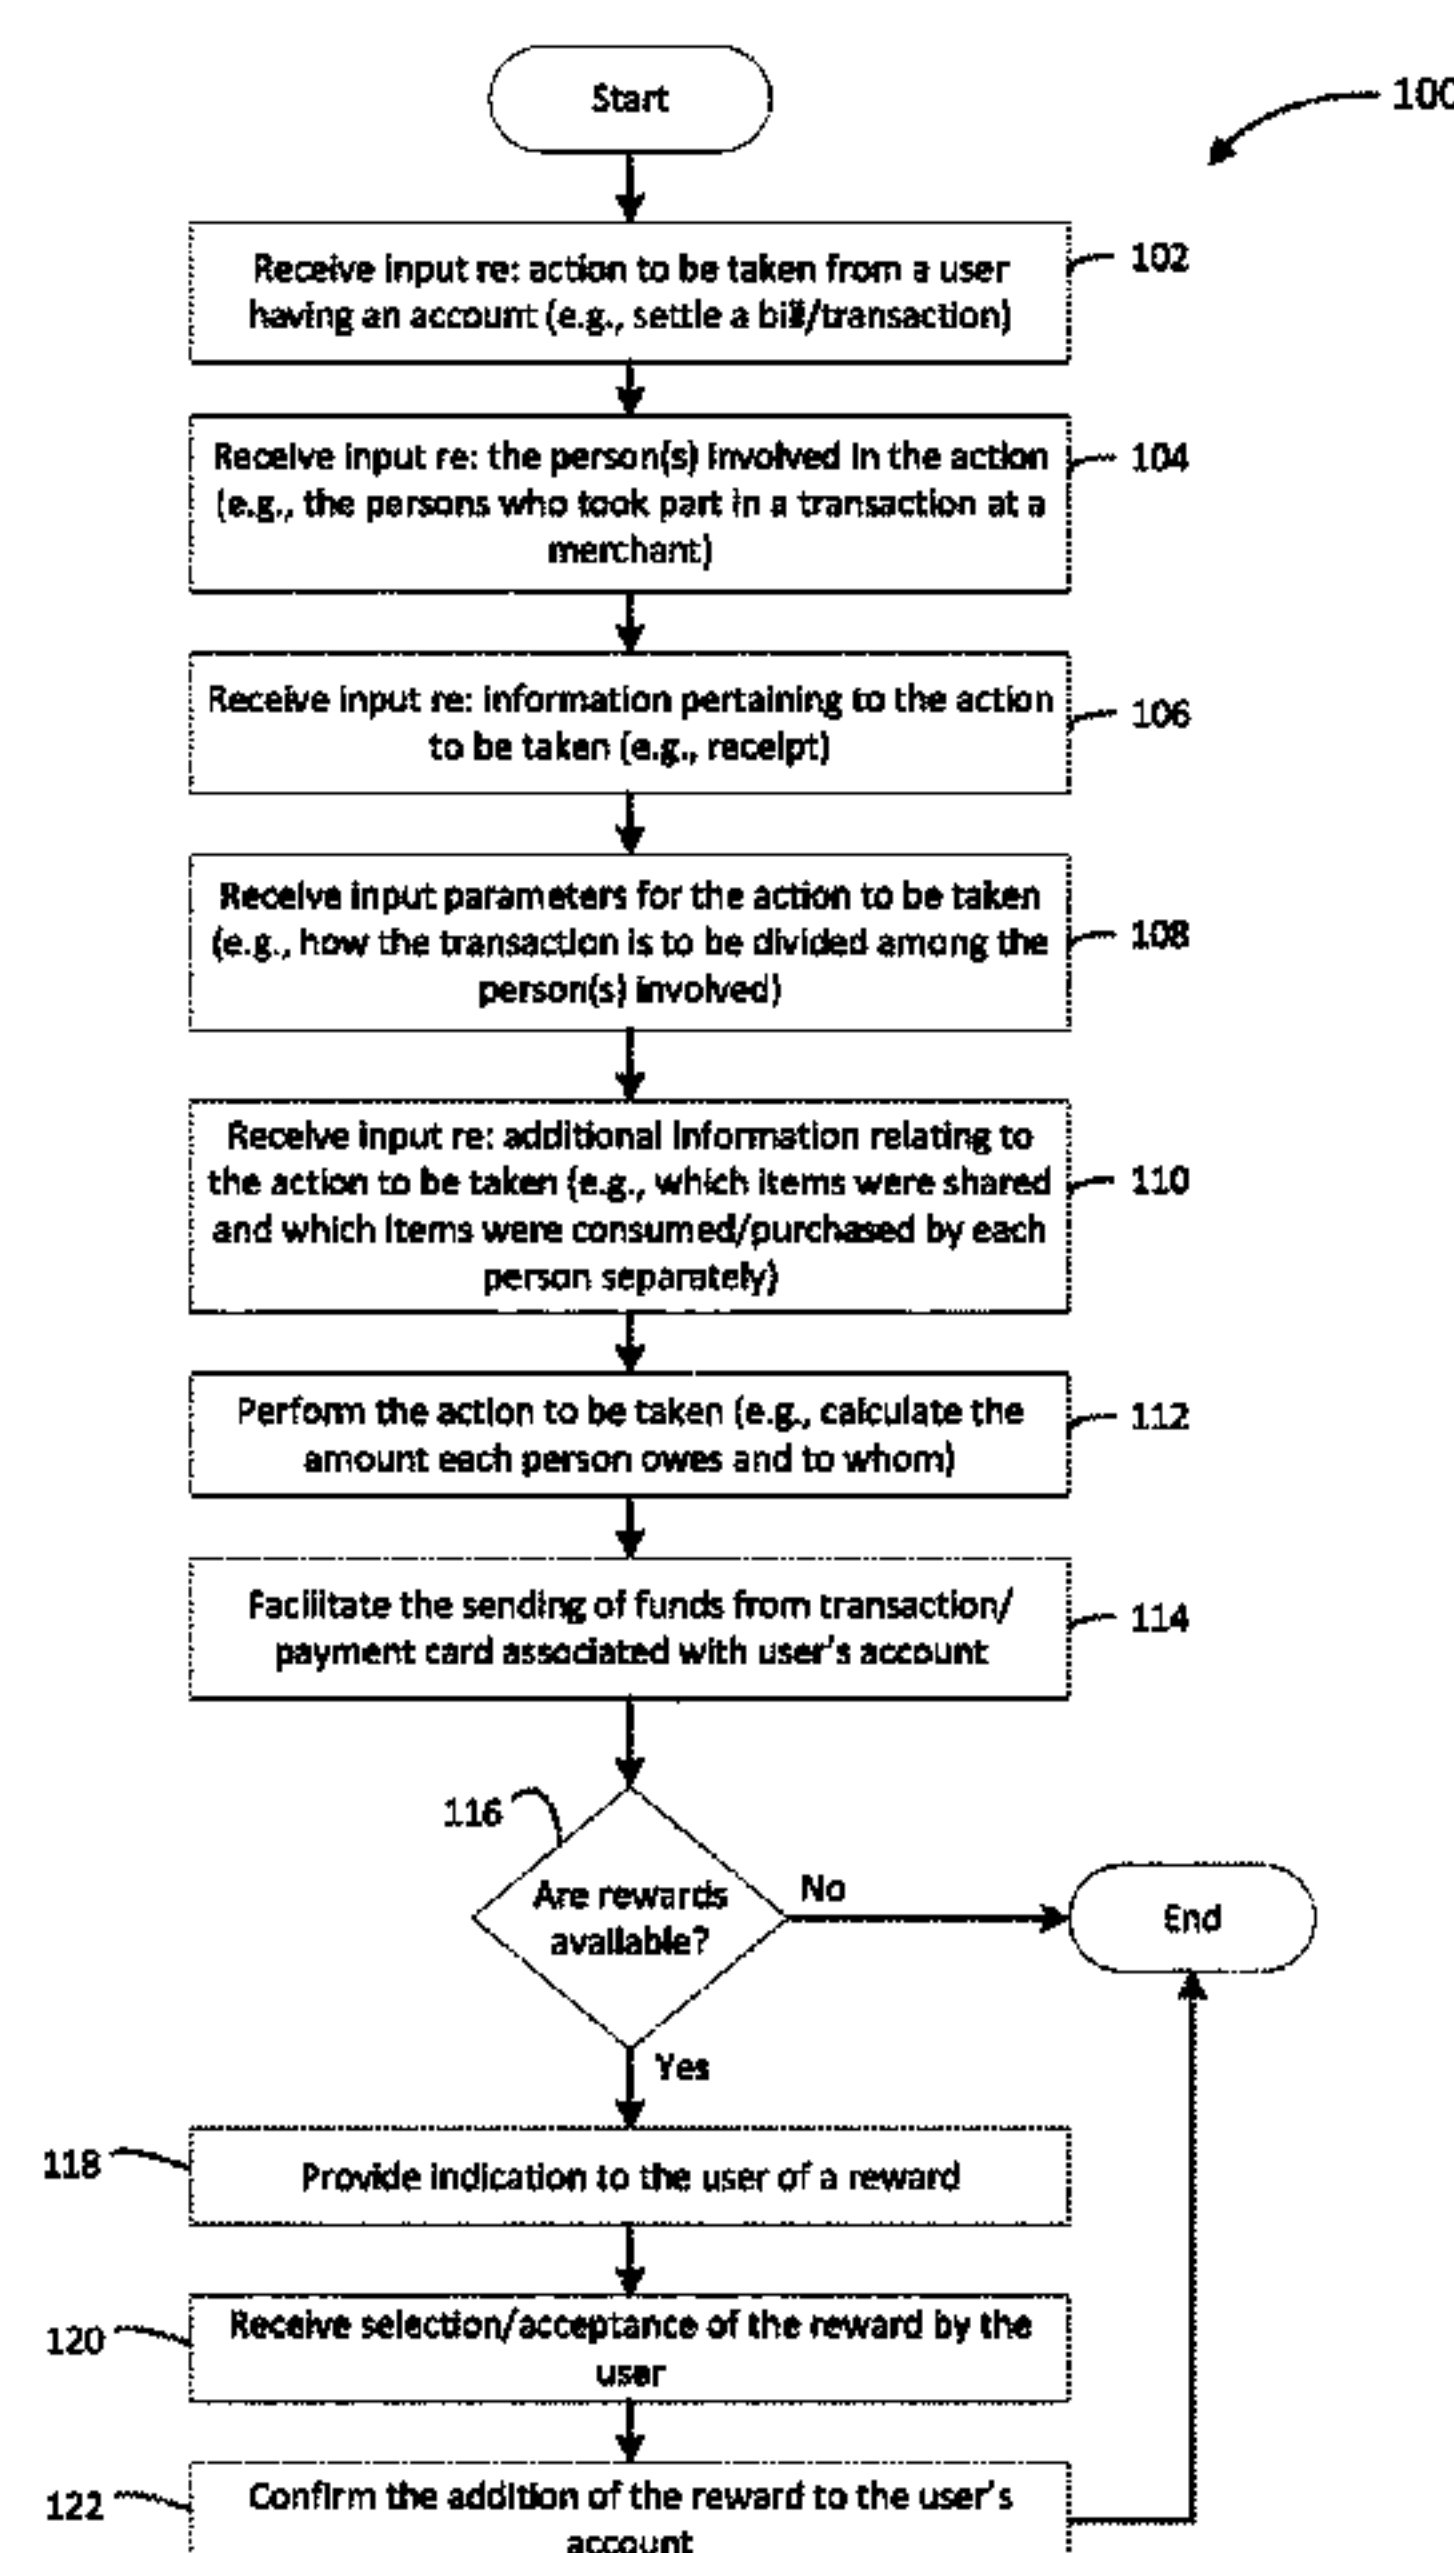 Start
100
Receive input re: action to be taken from a user
having an account (e.g., settle a bill/transaction)
102
Receive input re: the person(s) involved in the action
(e.g., the persons who took part in a transaction at a
merchant)
104
Receive input re: information pertaining to the action
to be taken (e.g., receipt)
106
Receive input parameters for the action to be taken
(e.g., how the transaction is to be divided among the
person(s) involved)
108
Receive input re: additional information relating to
the action to be taken (e.g., which items were shared
and which items were consumed/purchased by each
person separately)
110
Perform the action to be taken (e.g., calculate the
amount each person owes and to whom)
112
Facilitate the sending of funds from transaction/
payment card associated with user's account
114
116
Are rewards
available?
No
End
Yes
118
Provide indication to the user of a reward
120
Receive selection/acceptance of the reward by the
user
122
Confirm the addition of the reward to the user's
account